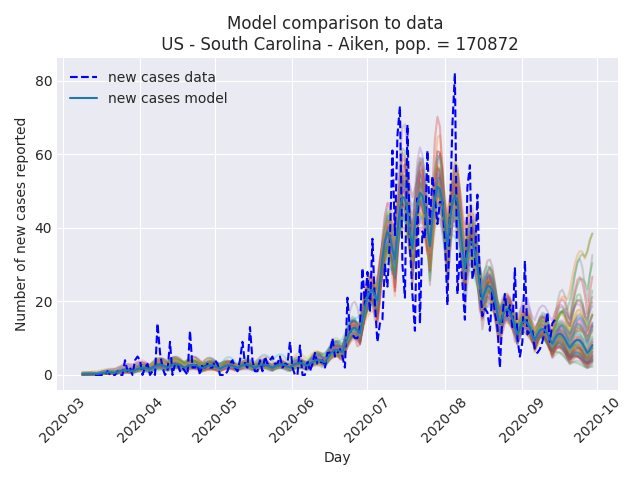 Model comparison to data
US - South Carolina - Aiken, pop. = 170872
new cases data
new cases model
Number of new cases reported
80
60
40
20
0
2020-03
2020-04
2020-05
2020-06
2020-07
2020-08
2020-09
2020-10
Day